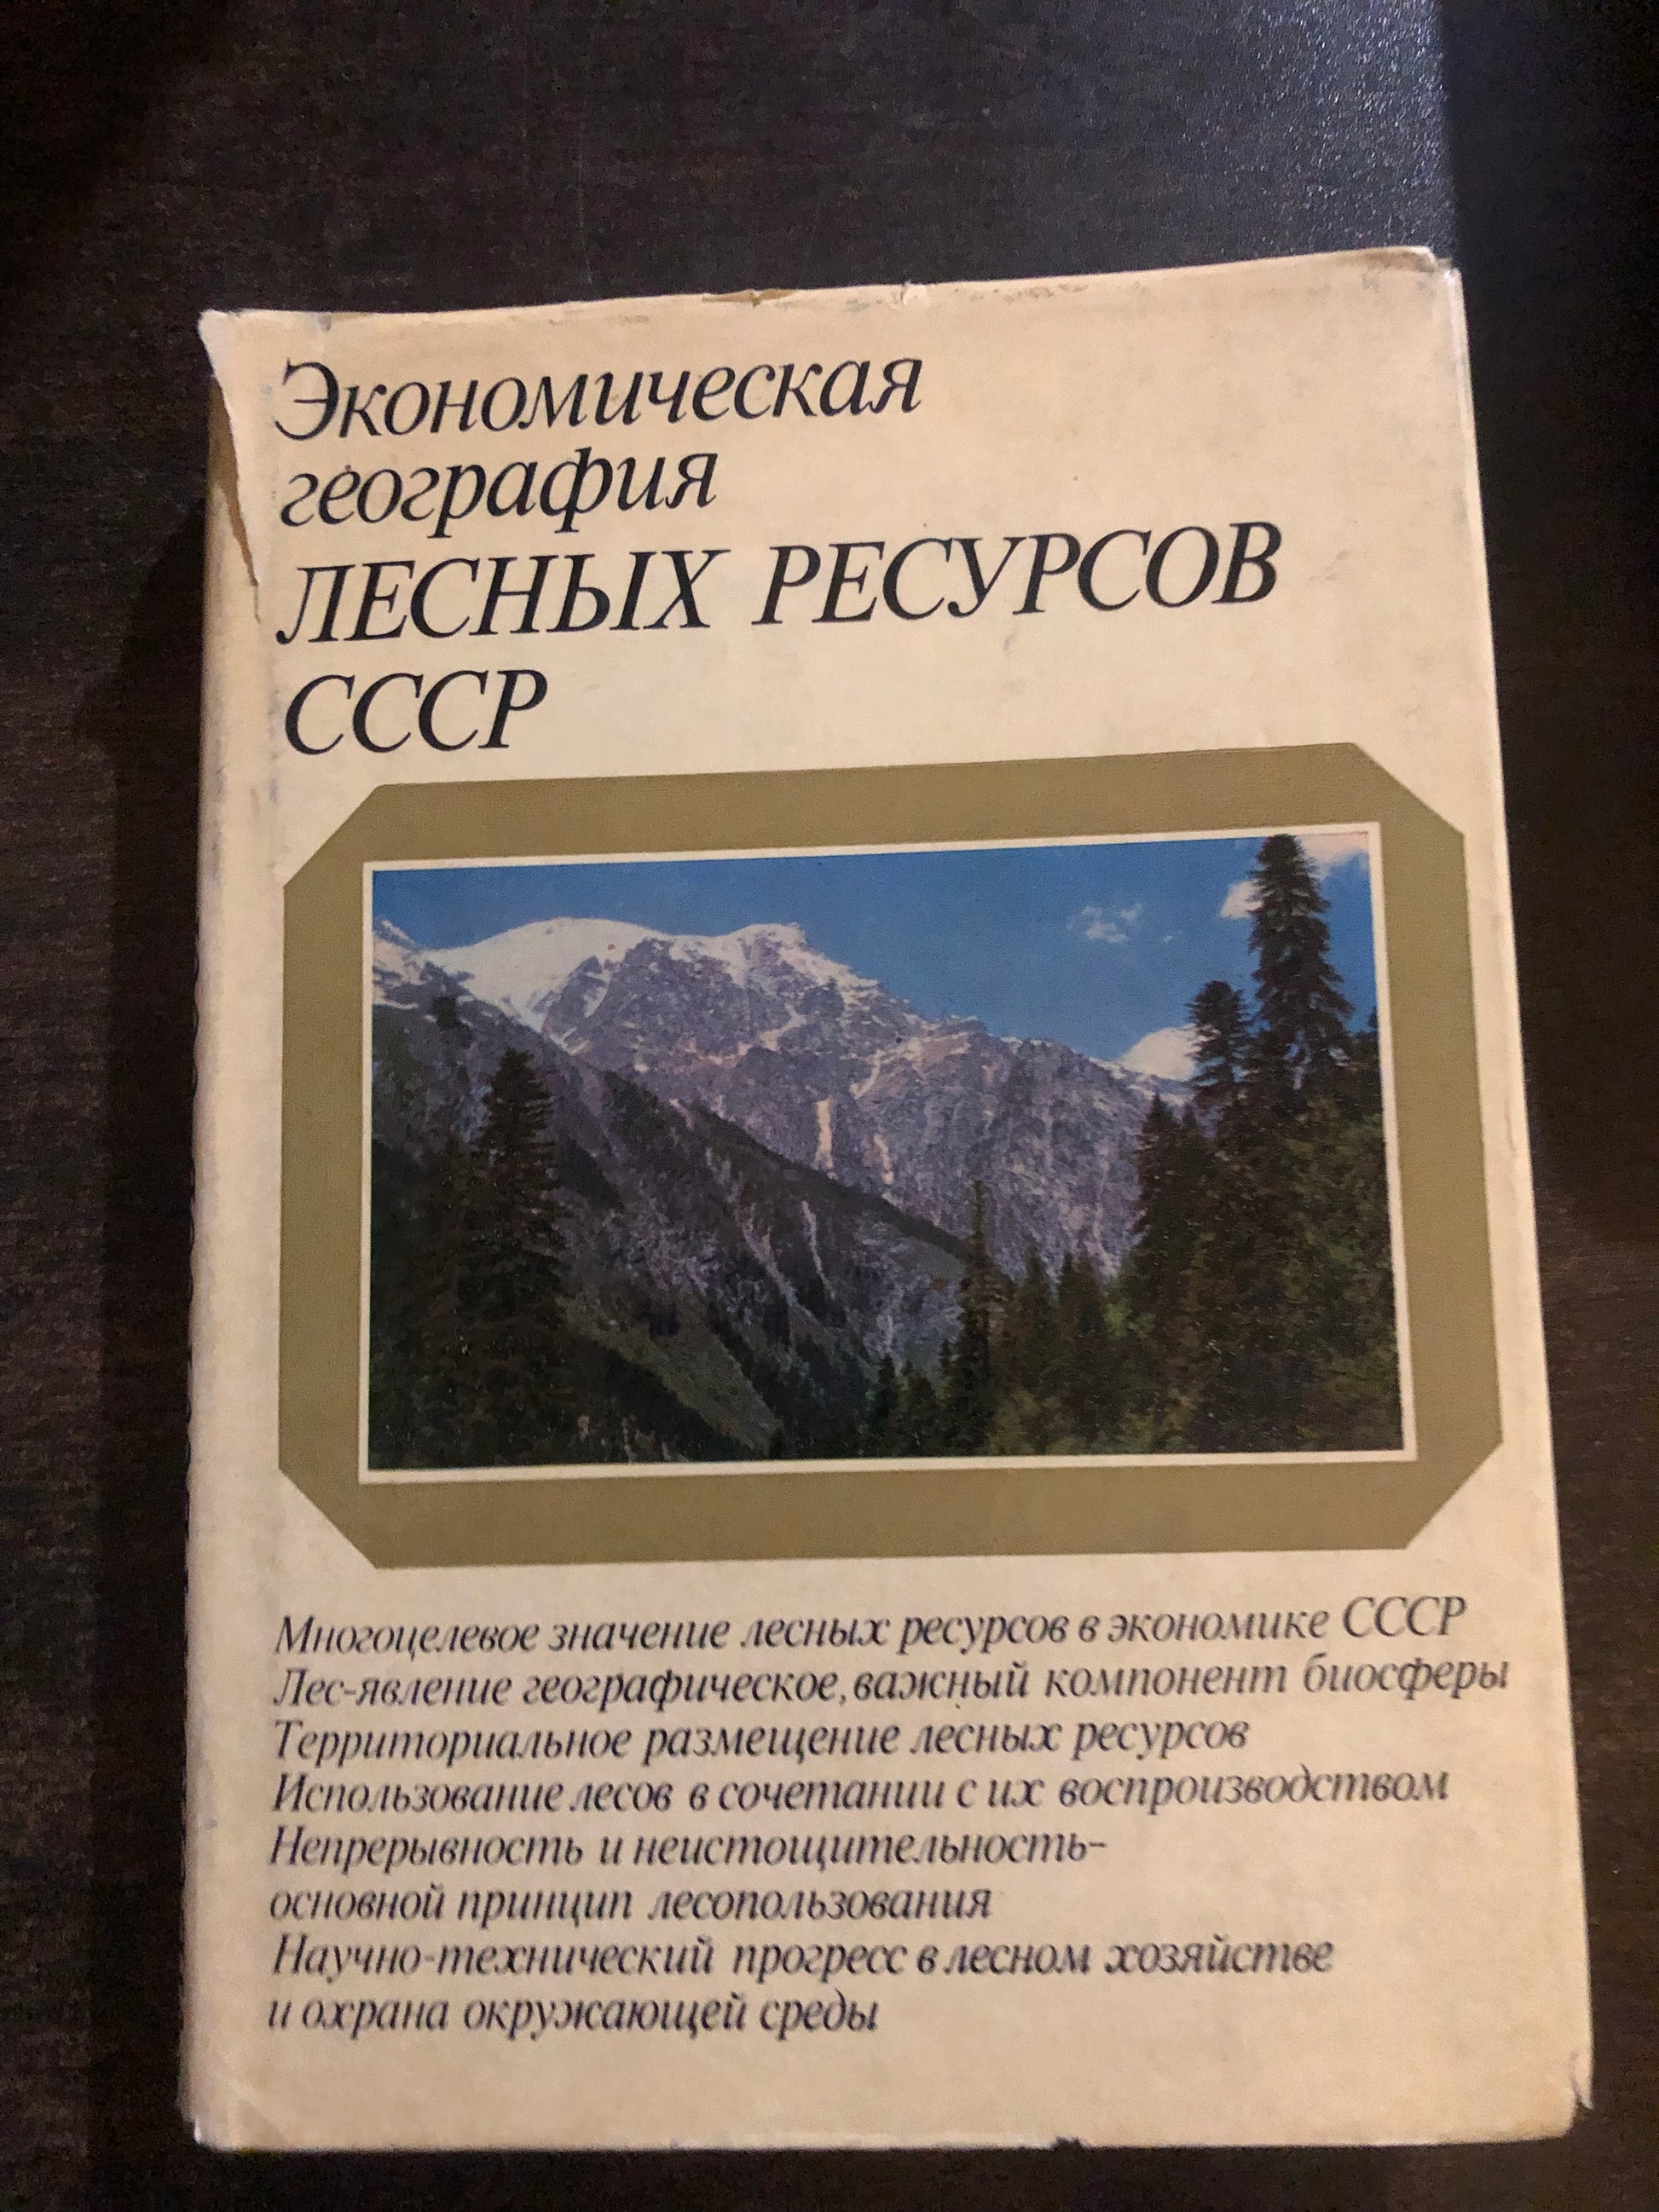 Экономическая
география
ЛЕСНЫХ РЕСУРСОВ
СССР
Многоцелевое значение лесных ресурсов в экономике СССР
Лес-явление географическое, важный компонент биосферы
Территориальное размещение лесных ресурсов
Использование лесов в сочетании с их воспроизводством
Непрерывность и неистощительность-
основной принцип лесопользования
Научно-технический прогресс в лесном хозяйстве
и охрана окружающей среды